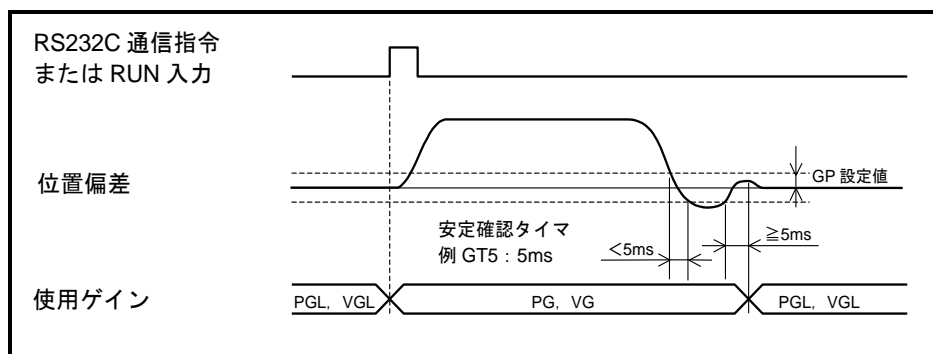 RS232C 通信指令
または RUN 入力
位置偏差
GP 設定値
安定確認タイマ
例 GT5：5ms
<5ms
≧5ms
使用ゲイン
PGL，VGL
PG，VG
PGL，VGL